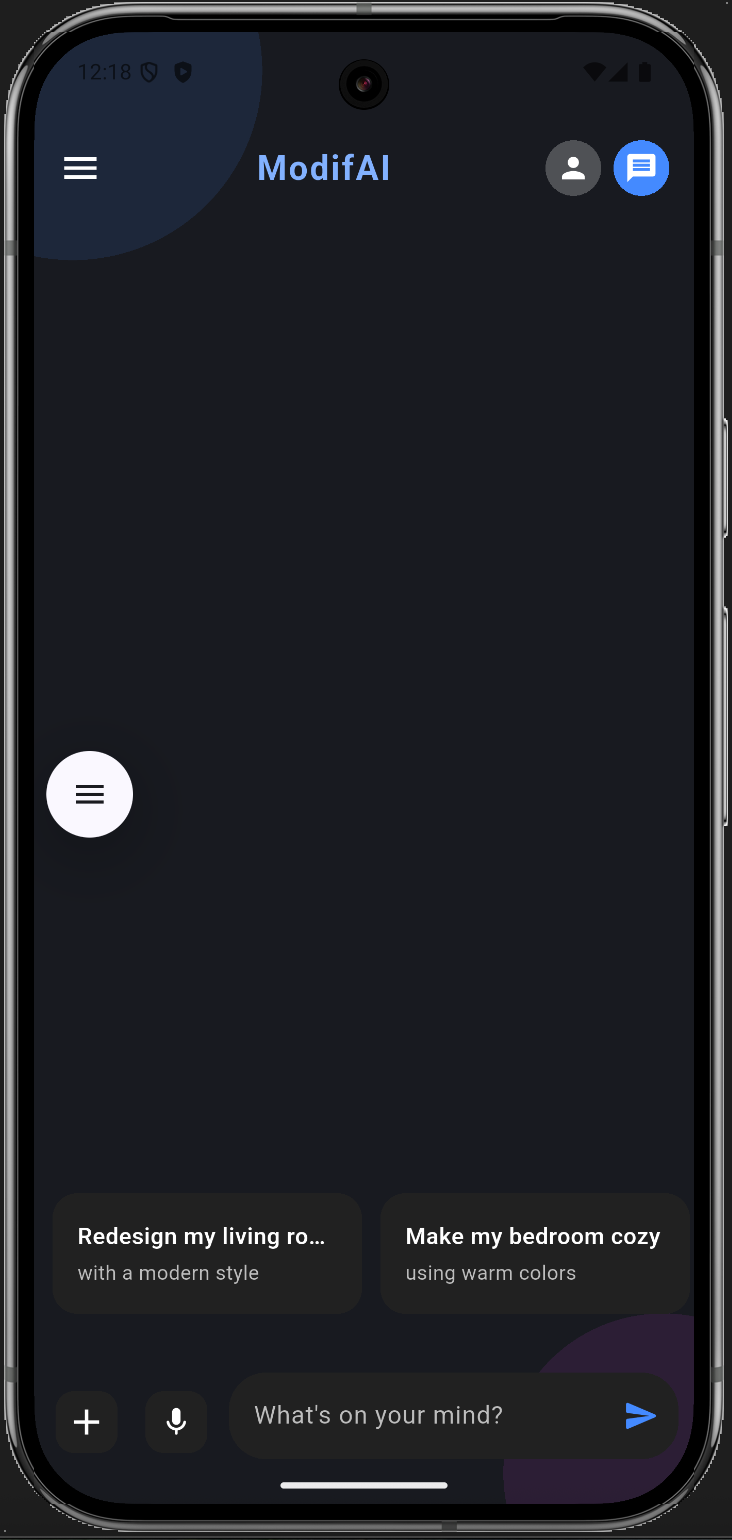 12:18
ModifAI
Redesign my living ro...
with a modern style
Make my bedroom cozy
using warm colors
What's on your mind?